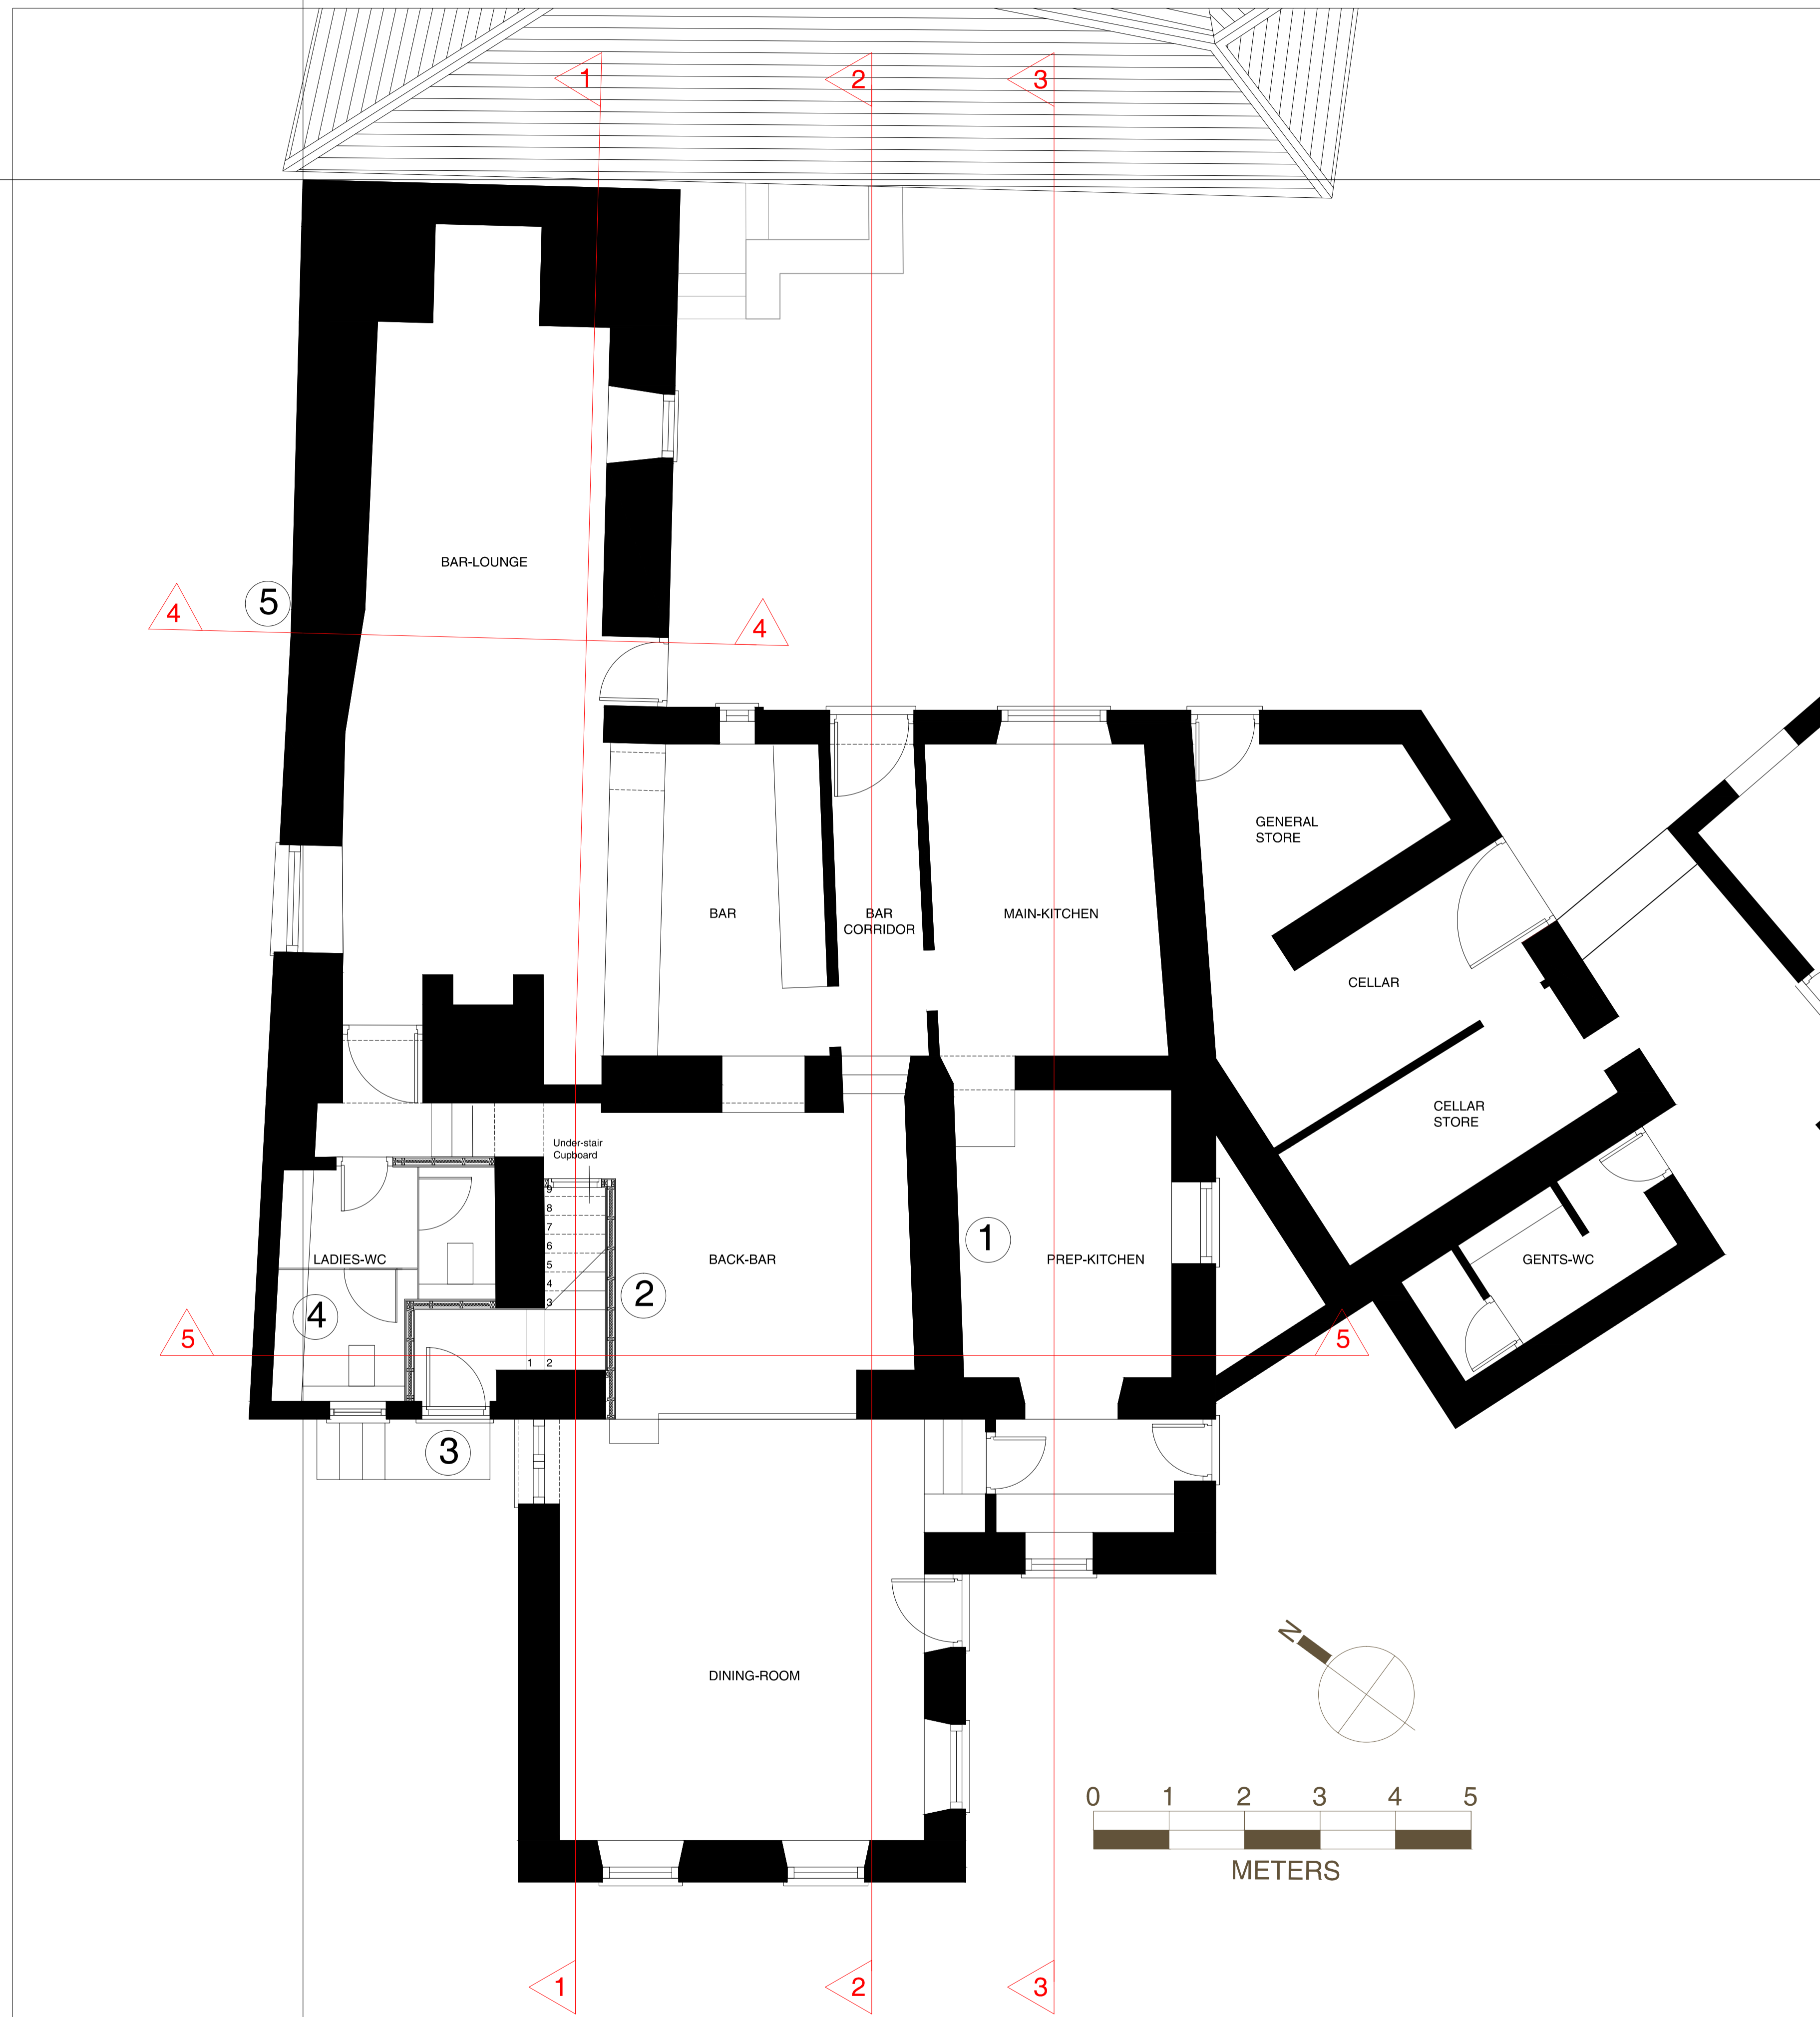 1
2
3
BAR-LOUNGE
5
4
4
GENERAL
STORE
BAR
BAR
CORRIDOR
MAIN-KITCHEN
CELLAR
CELLAR
STORE
Under-stair
Cupboard
9
8
7
6
5
4
3
1 2
LADIES-WC
BACK-BAR
1
PREP-KITCHEN
GENTS-WC
2
4
5
5
3
DINING-ROOM
N
0 1 2 3 4 5
METERS
1
2
3